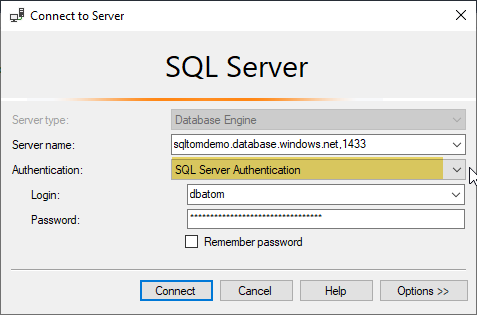 Connect to Server
SQL Server
Server type: Database Engine
Server name: sqltomdemo.database.windows.net,1433
Authentication: SQL Server Authentication
Login: dbatom
Password: *********************************
Remember password
Connect Cancel Help Options >>